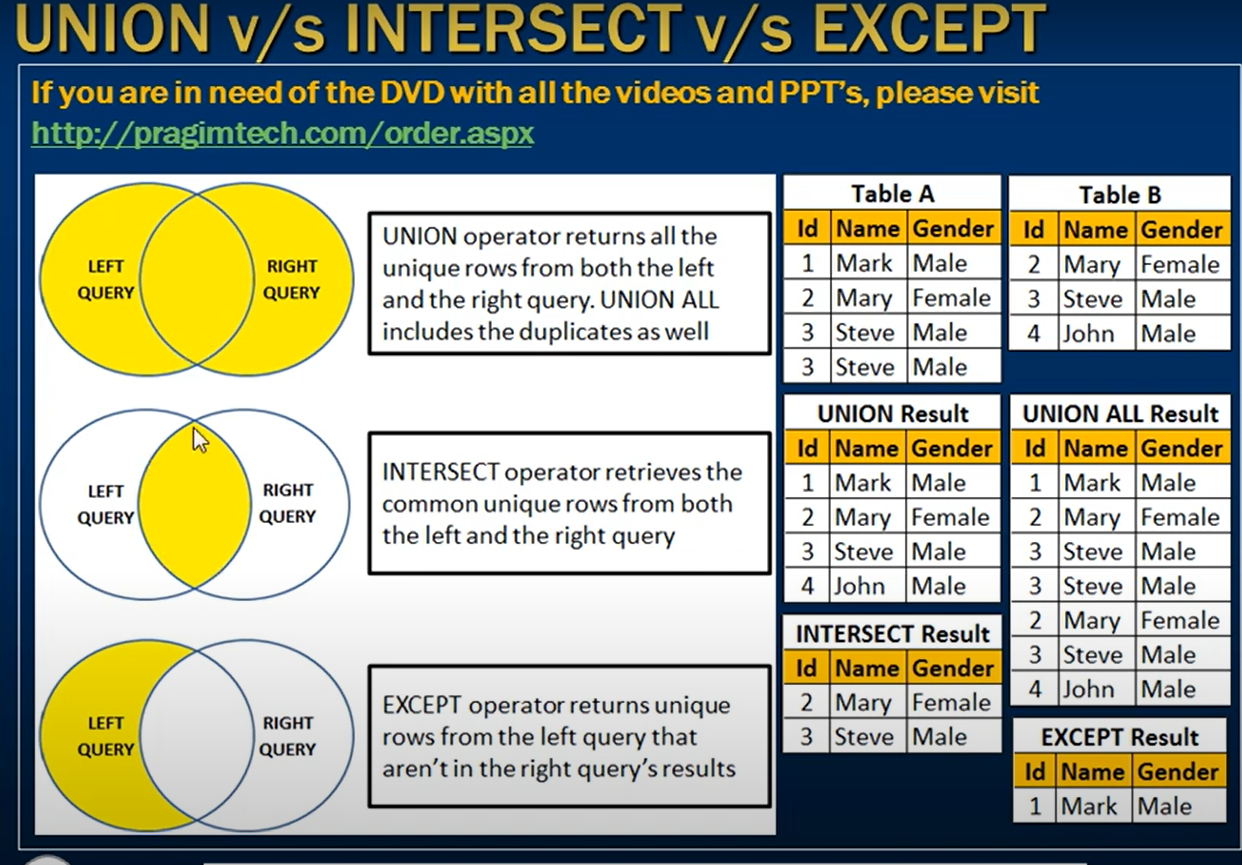 UNION v/s INTERSECT v/s EXCEPT
If you are in need of the DVD with all the videos and PPT's, please visit
http://pragimtech.com/order.aspx
LEFT
QUERY
RIGHT
QUERY
UNION operator returns all the
unique rows from both the left
and the right query. UNION ALL
includes the duplicates as well
LEFT
QUERY
RIGHT
QUERY
INTERSECT operator retrieves the
common unique rows from both
the left and the right query
LEFT
QUERY
RIGHT
QUERY
EXCEPT operator returns unique
rows from the left query that
aren't in the right query's results
Table A
Id Name Gender
1 Mark Male
2 Mary Female
3 Steve Male
3 Steve Male
Table B
Id Name Gender
2 Mary Female
3 Steve Male
4 John Male
UNION Result
Id Name Gender
1 Mark Male
2 Mary Female
3 Steve Male
4 John Male
UNION ALL Result
Id Name Gender
1 Mark Male
2 Mary Female
3 Steve Male
3 Steve Male
2 Mary Female
3 Steve Male
4 John Male
INTERSECT Result
Id Name Gender
2 Mary Female
3 Steve Male
EXCEPT Result
Id Name Gender
1 Mark Male